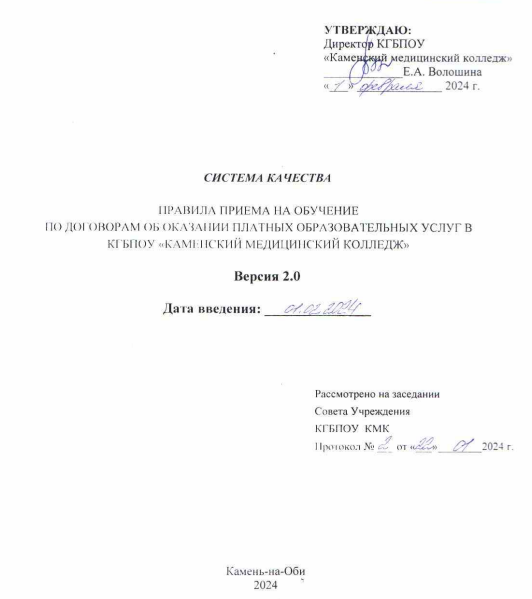 УТВЕРЖДАЮ:
Директор КГБПОУ
«Каменский медицинский колледж»
Е.А. Волошина
« 1 » февраля 2024 г.
СИСТЕМА КАЧЕСТВА
ПРАВИЛА ПРИЕМА НА ОБУЧЕНИЕ
ПО ДОГОВОРАМ ОБ ОКАЗАНИИ ПЛАТНЫХ ОБРАЗОВАТЕЛЬНЫХ УСЛУГ В
КГБПОУ «КАМЕНСКИЙ МЕДИЦИНСКИЙ КОЛЛЕДЖ»
Версия 2.0
Дата введения: 01.02.2024
Рассмотрено на заседании
Совета Учреждения
КГБПОУ КМК
Протокол № 2 от «22» 01 2024 г.
Камень-на-Оби
2024